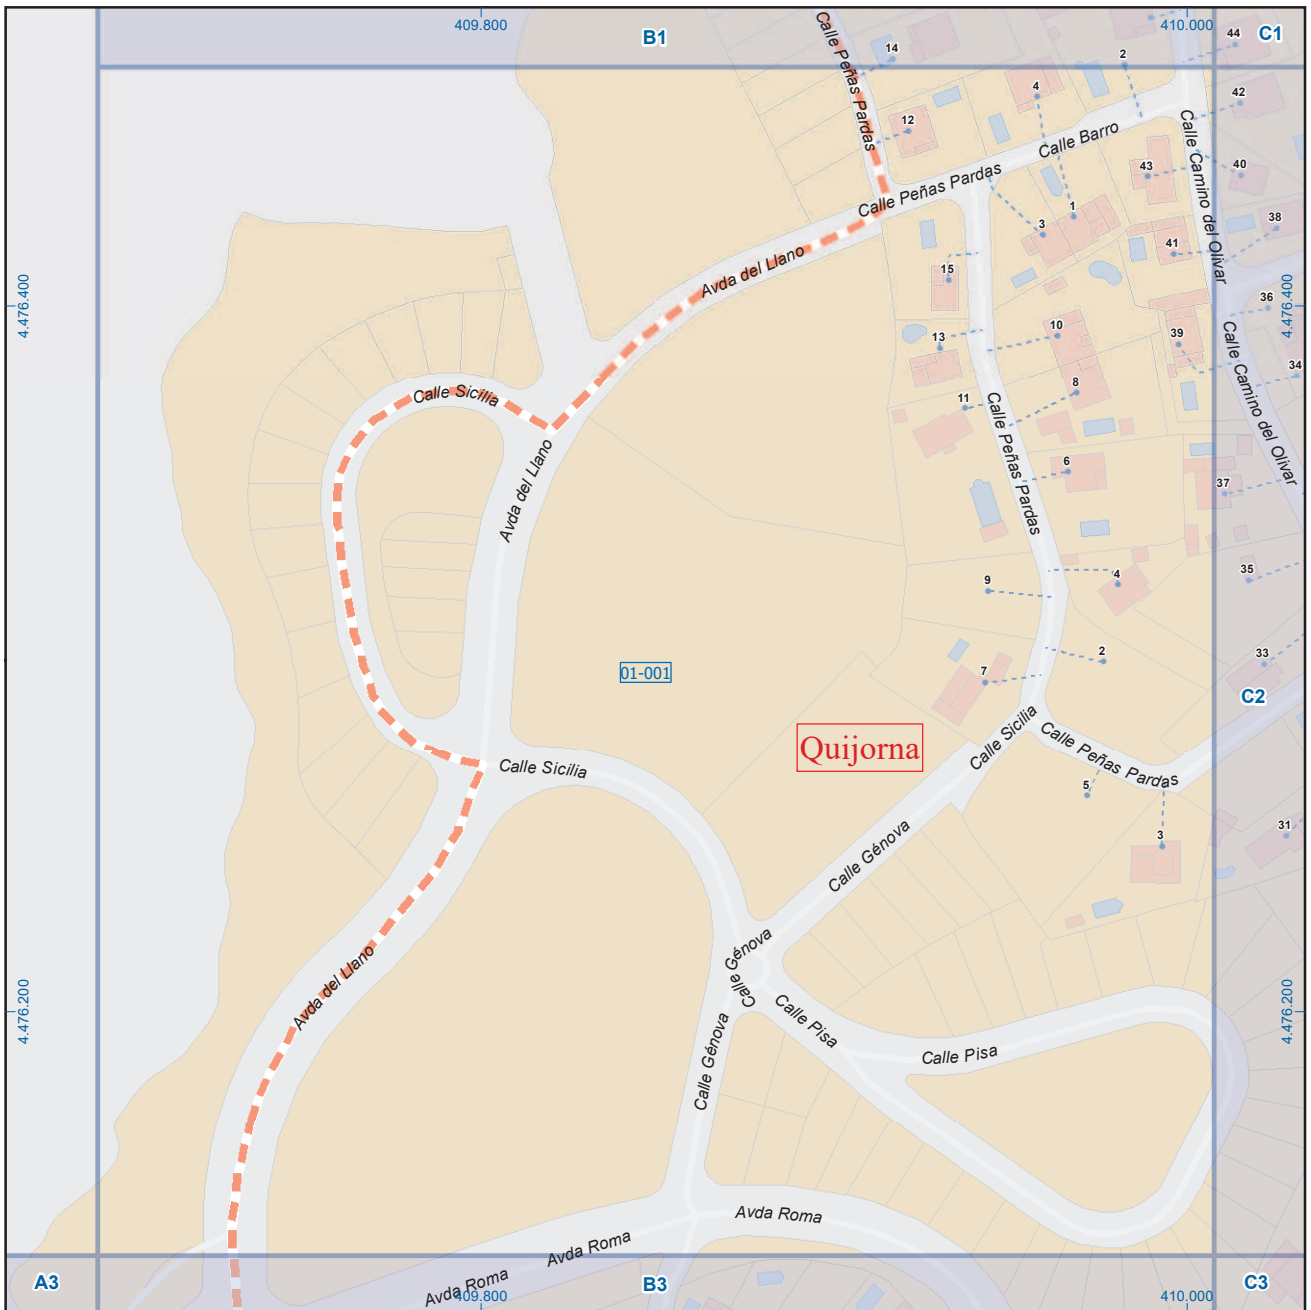 409.800
B1
410.000
C1
Calle Peñas Pardas
14
2
44
4
42
12
Calle Barro
Calle Camino del Olivar
43
40
Calle Peñas Pardas
1
3
38
41
Avda del Llano
15
4.476.400
4.476.400
36
10
13
39
34
Calle Camino del Olivar
8
Calle Sicilia
11
Calle Peñas Pardas
Avda del Llano
6
37
35
4
9
2
33
01-001
7
C2
Quijorna
Calle Sicilia
Calle Peñas Pardas
Calle Sicilia
5
31
3
Calle Génova
Calle Génova
Avda del Llano
Calle Génova
Calle Pisa
4.476.200
4.476.200
Calle Pisa
Calle Génova
Avda Roma
Avda Roma
A3
Avda Roma
B3
C3
409.800
410.000